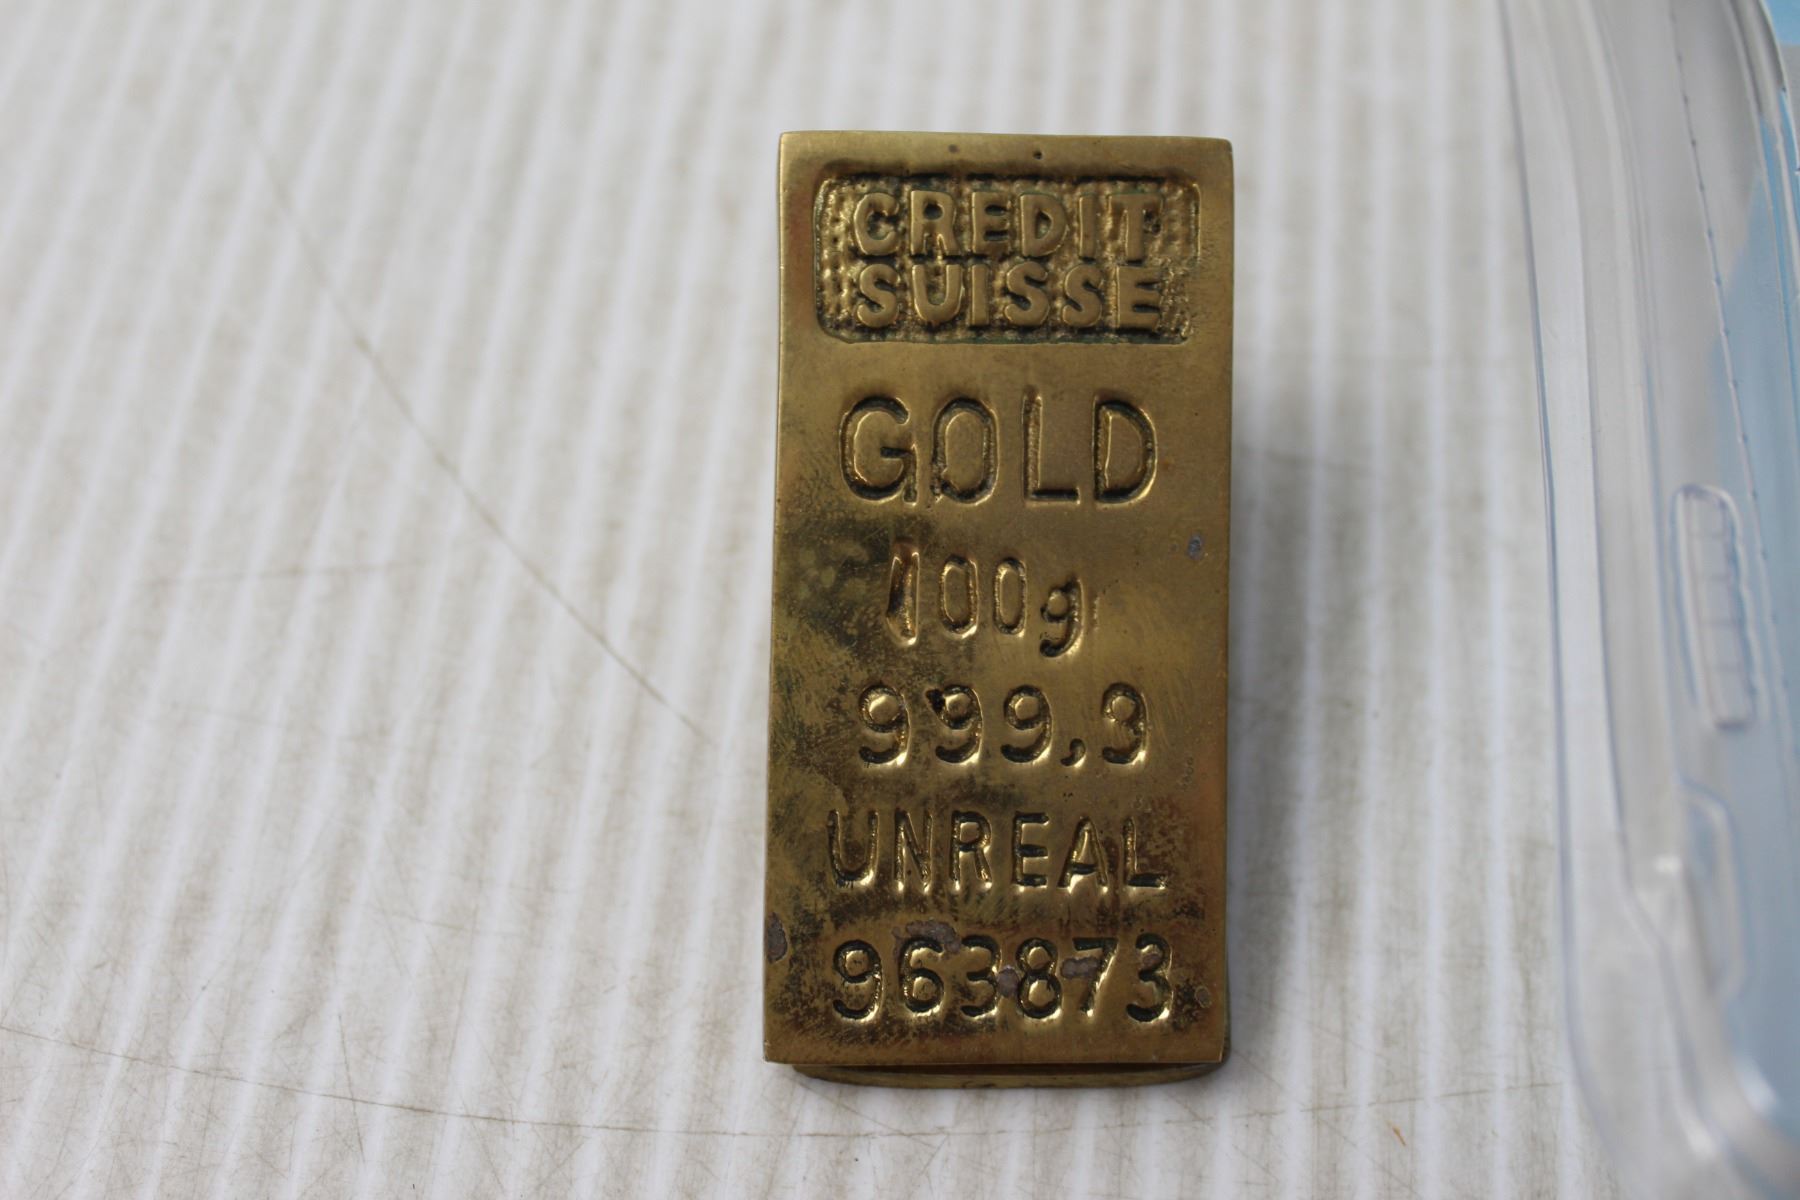 CREDIT
SUISSE
GOLD
100g
999,9
UNREAL
963873